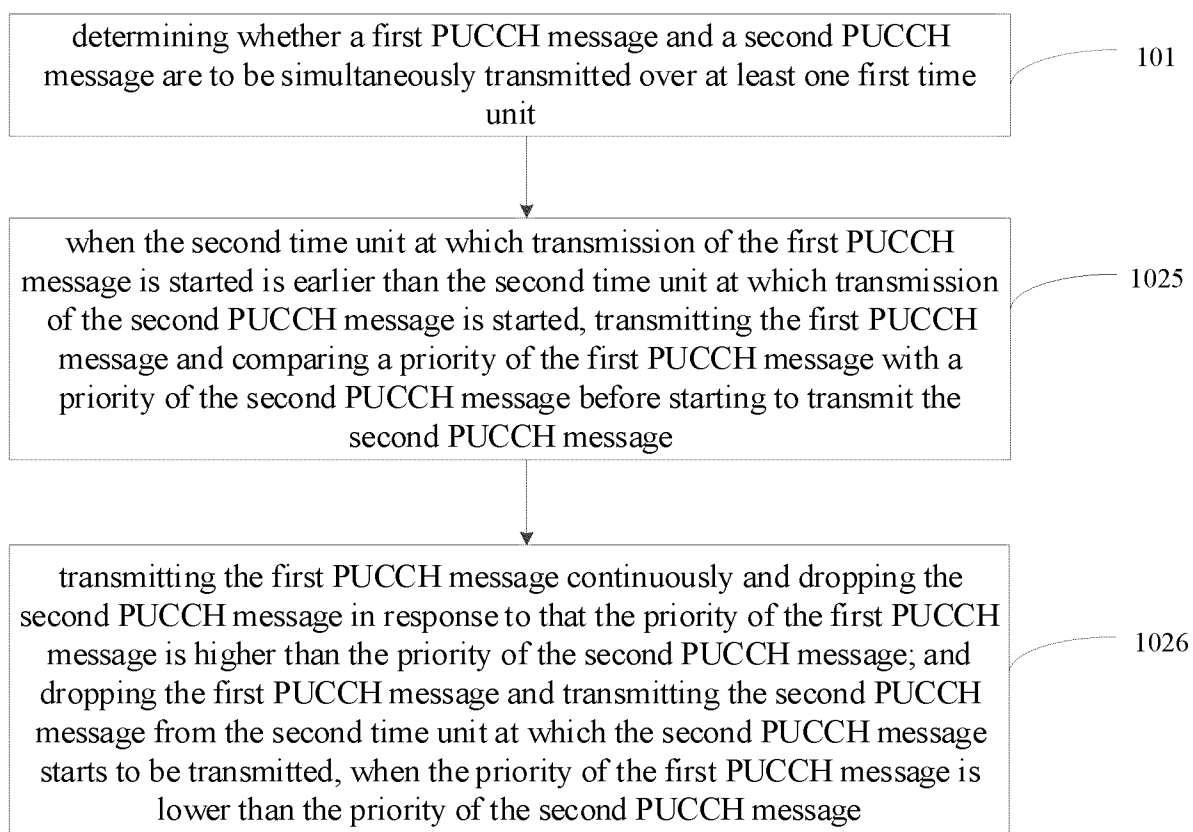 determining whether a first PUCCH message and a second PUCCH
message are to be simultaneously transmitted over at least one first time
unit
101
when the second time unit at which transmission of the first PUCCH
message is started is earlier than the second time unit at which transmission
of the second PUCCH message is started, transmitting the first PUCCH
message and comparing a priority of the first PUCCH message with a
priority of the second PUCCH message before starting to transmit the
second PUCCH message
1025
transmitting the first PUCCH message continuously and dropping the
second PUCCH message in response to that the priority of the first PUCCH
message is higher than the priority of the second PUCCH message; and
dropping the first PUCCH message and transmitting the second PUCCH
message from the second time unit at which the second PUCCH message
starts to be transmitted, when the priority of the first PUCCH message is
lower than the priority of the second PUCCH message
1026